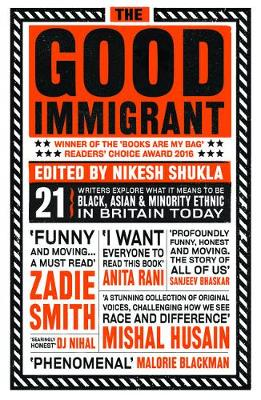 THE
GOOD
IMMIGRANT
WINNER OF THE 'BOOKS ARE MY BAG'
READERS' CHOICE AWARD 2016
EDITED BY NIKESH SHUKLA
21 WRITERS EXPLORE WHAT IT MEANS TO BE
BLACK, ASIAN & MINORITY ETHNIC
IN BRITAIN TODAY
'FUNNY
AND MOVING...
A MUST READ'
ZADIE
SMITH
'I WANT
EVERYONE TO
READ THIS BOOK'
ANITA RANI
'PROFOUNDLY
FUNNY, HONEST
AND MOVING.
THE STORY OF
ALL OF US'
SANJEEV BHASKAR
'A STUNNING COLLECTION OF ORIGINAL
VOICES, CHALLENGING HOW WE SEE
RACE AND DIFFERENCE'
MISHAL HUSAIN
'SEARINGLY
HONEST' DJ NIHAL
'PHENOMENAL' MALORIE BLACKMAN